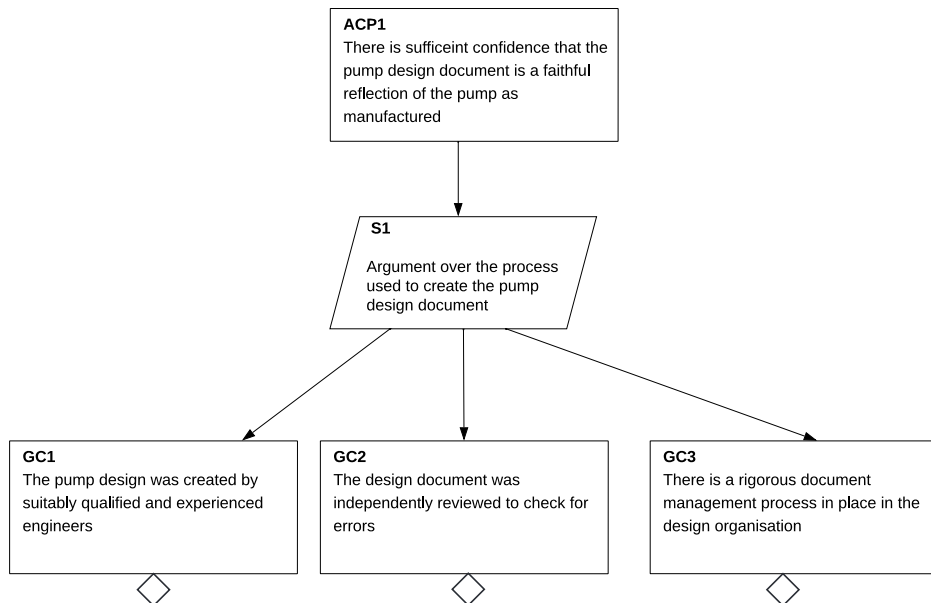 ACP1
There is sufficeint confidence that the
pump design document is a faithful
reflection of the pump as
manufactured
S1
Argument over the process
used to create the pump
design document
GC1
The pump design was created by
suitably qualified and experienced
engineers
GC2
The design document was
independently reviewed to check for
errors
GC3
There is a rigorous document
management process in place in the
design organisation